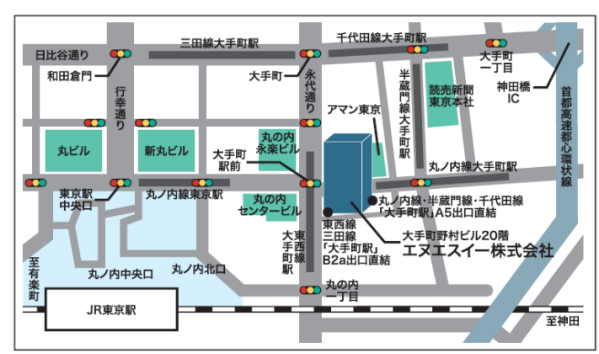 日比谷通り
三田線大手町駅
千代田線大手町駅
和田倉門
大手町
大手町
一丁目
神田橋
IC
行幸通り
永代通り
半蔵門線大手町駅
読売新聞
東京本社
首都高速都心環状線
アマン東京
丸ビル
新丸ビル
丸の内
永楽ビル
大手町
駅前
丸ノ内線大手町駅
東京駅
中央口
丸ノ内線東京駅
丸の内
センタービル
丸ノ内線・半蔵門線・千代田線
「大手町駅」A5出口直結
東西線
大手町駅
東西線
三田線
「大手町駅」
B2a出口直結
大手町野村ビル20階
エヌエスイー株式会社
至有楽町
丸ノ内中央口
丸ノ内北口
丸の内
一丁目
JR東京駅
至神田